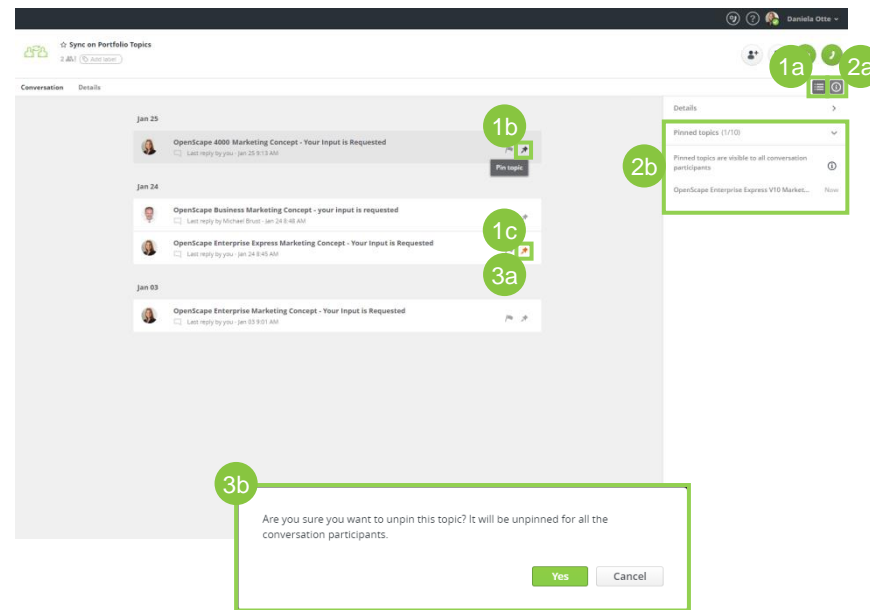 Daniela Otte
Sync on Portfolio Topics
2
Add label
1a
2a
Conversation Details
Details
Jan 25
1b
Pinned topics (1/10)
OpenScape 4000 Marketing Concept - Your Input is Requested
Last reply by you - Jan 25 9:13 AM
2b
Pinned topics are visible to all conversation
participants
Pin topic
Jan 24
OpenScape Enterprise Express V10 Market... Now
OpenScape Business Marketing Concept - your input is requested
Last reply by Michael Brust - Jan 24 8:48 AM
1c
OpenScape Enterprise Express Marketing Concept - Your Input is Requested
Last reply by you - Jan 24 8:45 AM
3a
Jan 03
OpenScape Enterprise Marketing Concept - Your Input is Requested
Last reply by you - Jan 03 9:01 AM
3b
Are you sure you want to unpin this topic? It will be unpinned for all the
conversation participants.
Yes Cancel